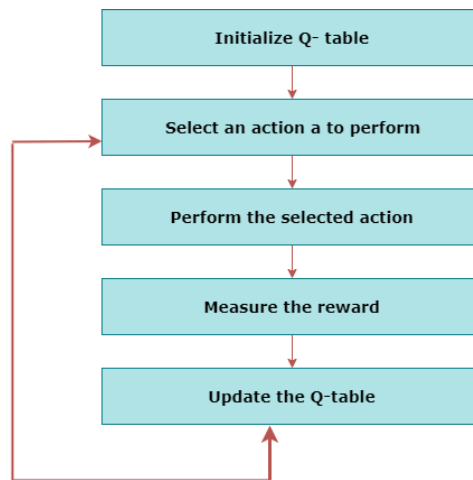 Initialize Q- table
Select an action a to perform
Perform the selected action
Measure the reward
Update the Q-table